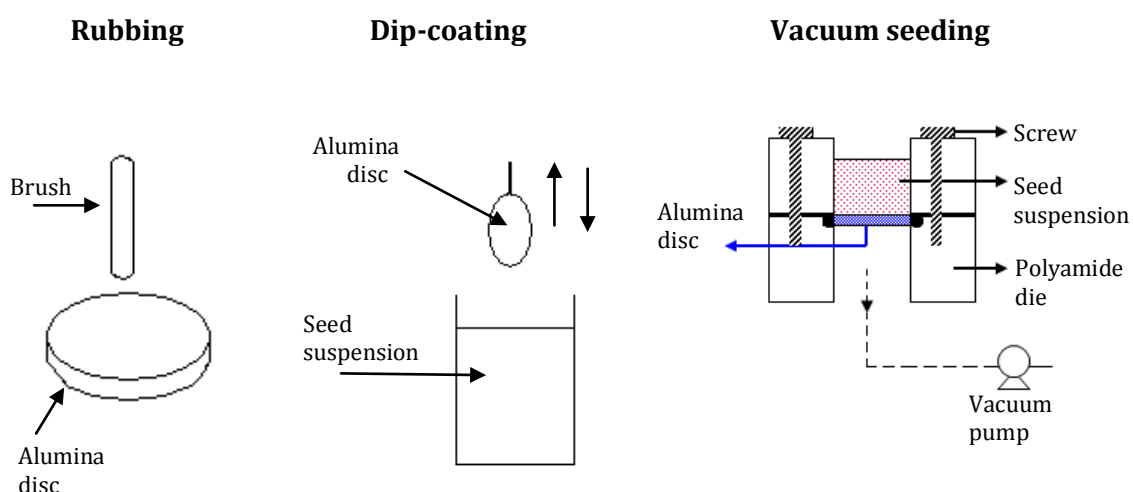 Rubbing
Dip-coating
Vacuum seeding
Brush
Alumina
disc
Alumina
disc
Seed
suspension
Screw
Seed
suspension
Alumina
disc
Polyamide
die
Vacuum
pump